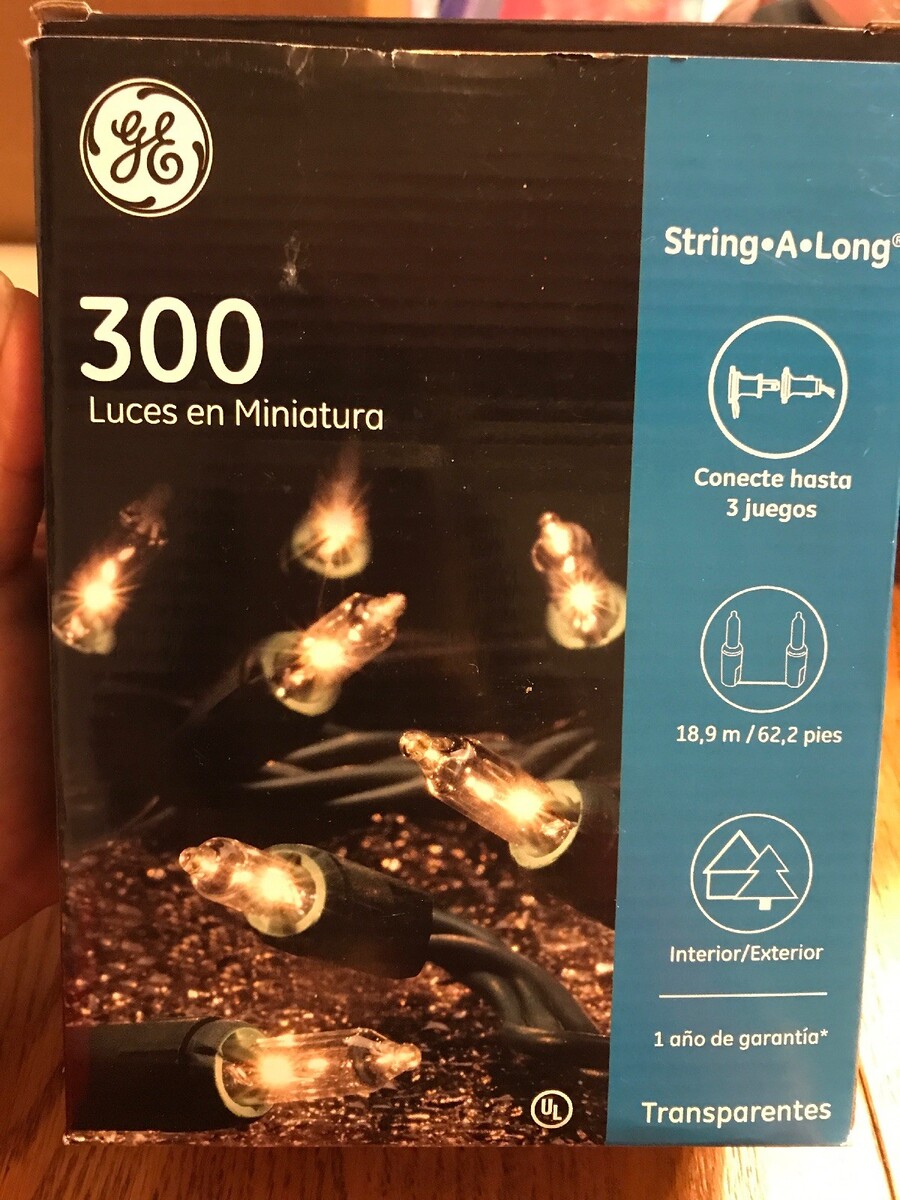 GE
300
Luces en Miniatura
String•A•Long®
Conecte hasta
3 juegos
18,9 m / 62,2 pies
Interior/Exterior
1 año de garantía*
Transparentes
UL